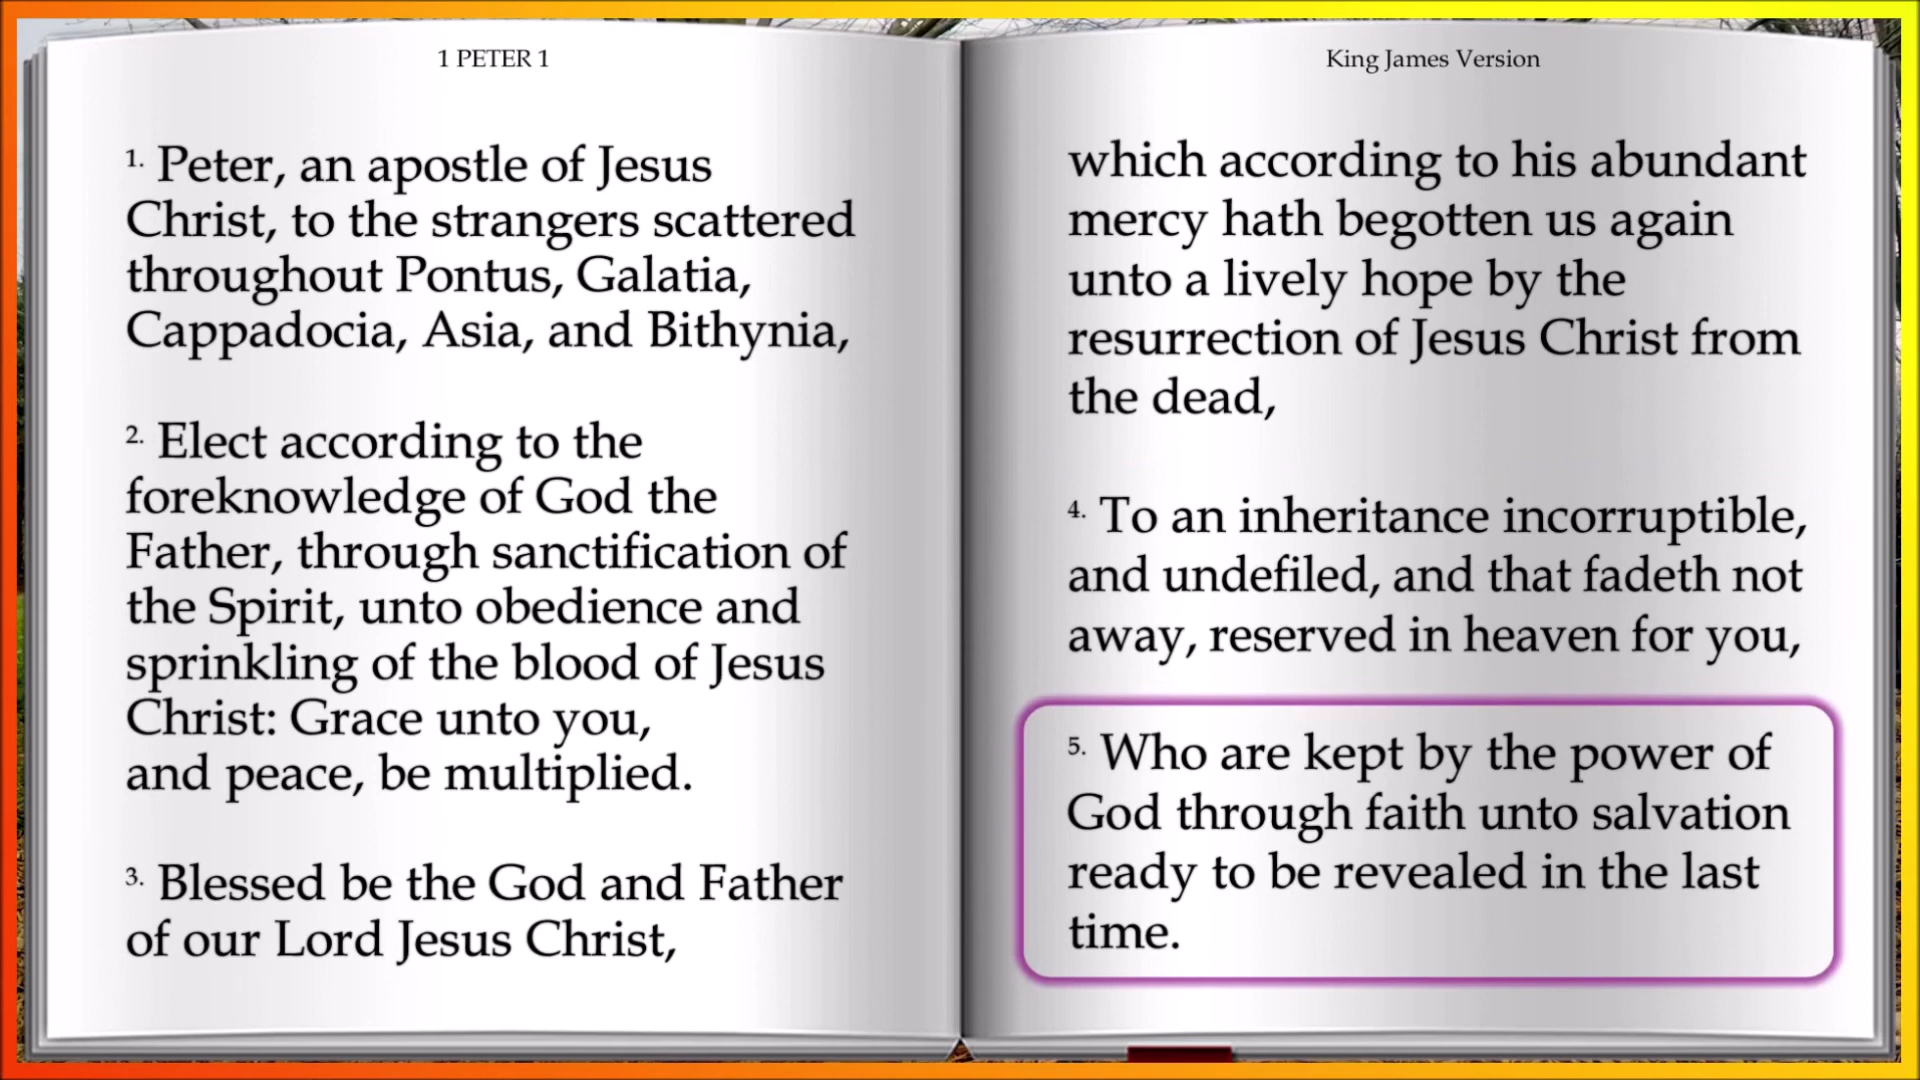 1 PETER 1
1. Peter, an apostle of Jesus
Christ, to the strangers scattered
throughout Pontus, Galatia,
Cappadocia, Asia, and Bithynia,
2. Elect according to the
foreknowledge of God the
Father, through sanctification of
the Spirit, unto obedience and
sprinkling of the blood of Jesus
Christ: Grace unto you,
and peace, be multiplied.
3. Blessed be the God and Father
of our Lord Jesus Christ,
King James Version
which according to his abundant
mercy hath begotten us again
unto a lively hope by the
resurrection of Jesus Christ from
the dead,
4. To an inheritance incorruptible,
and undefiled, and that fadeth not
away, reserved in heaven for you,
5. Who are kept by the power of
God through faith unto salvation
ready to be revealed in the last
time.